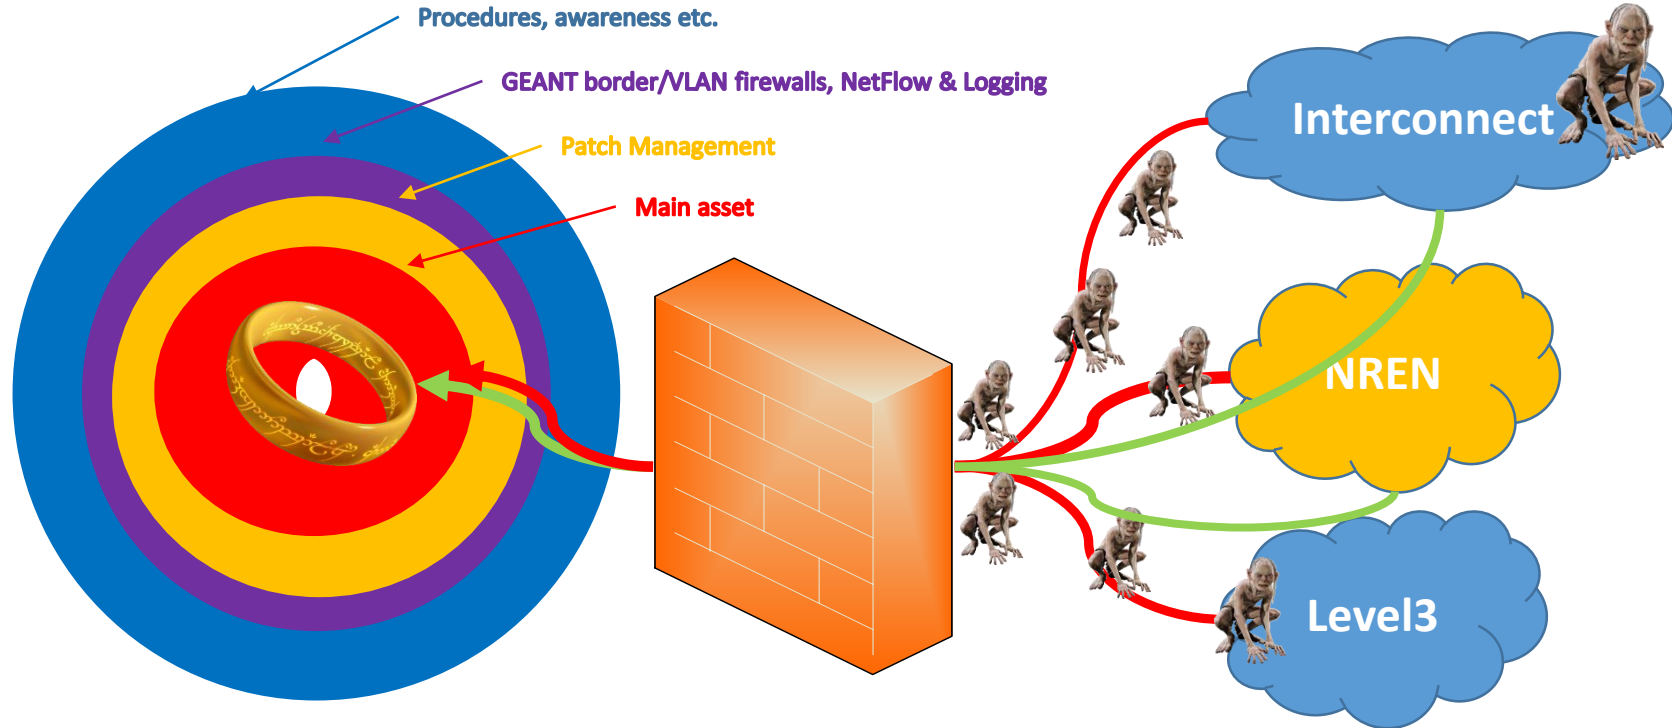 Procedures, awareness etc.
GEANT border/VLAN firewalls, NetFlow & Logging
Patch Management
Main asset
Interconnect
NREN
Level3